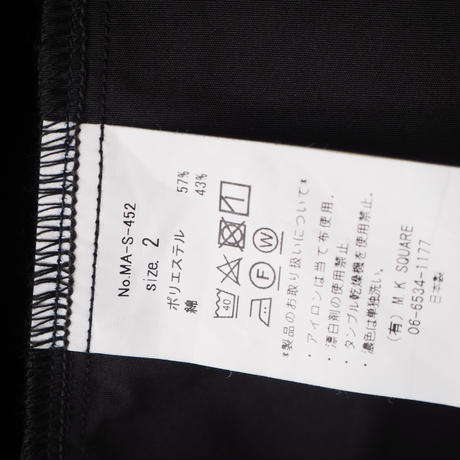 No.MA-S-452
size. 2
ポリエステル 57%
綿 43%
40
F W
*製品のお取り扱いについて*
・アイロンは当て布使用.
・漂白剤の使用禁止
・タンブル乾燥機を使用禁止.
・濃色は単独洗い.
(有) M K SQUARE
06-6534-1177
日本製